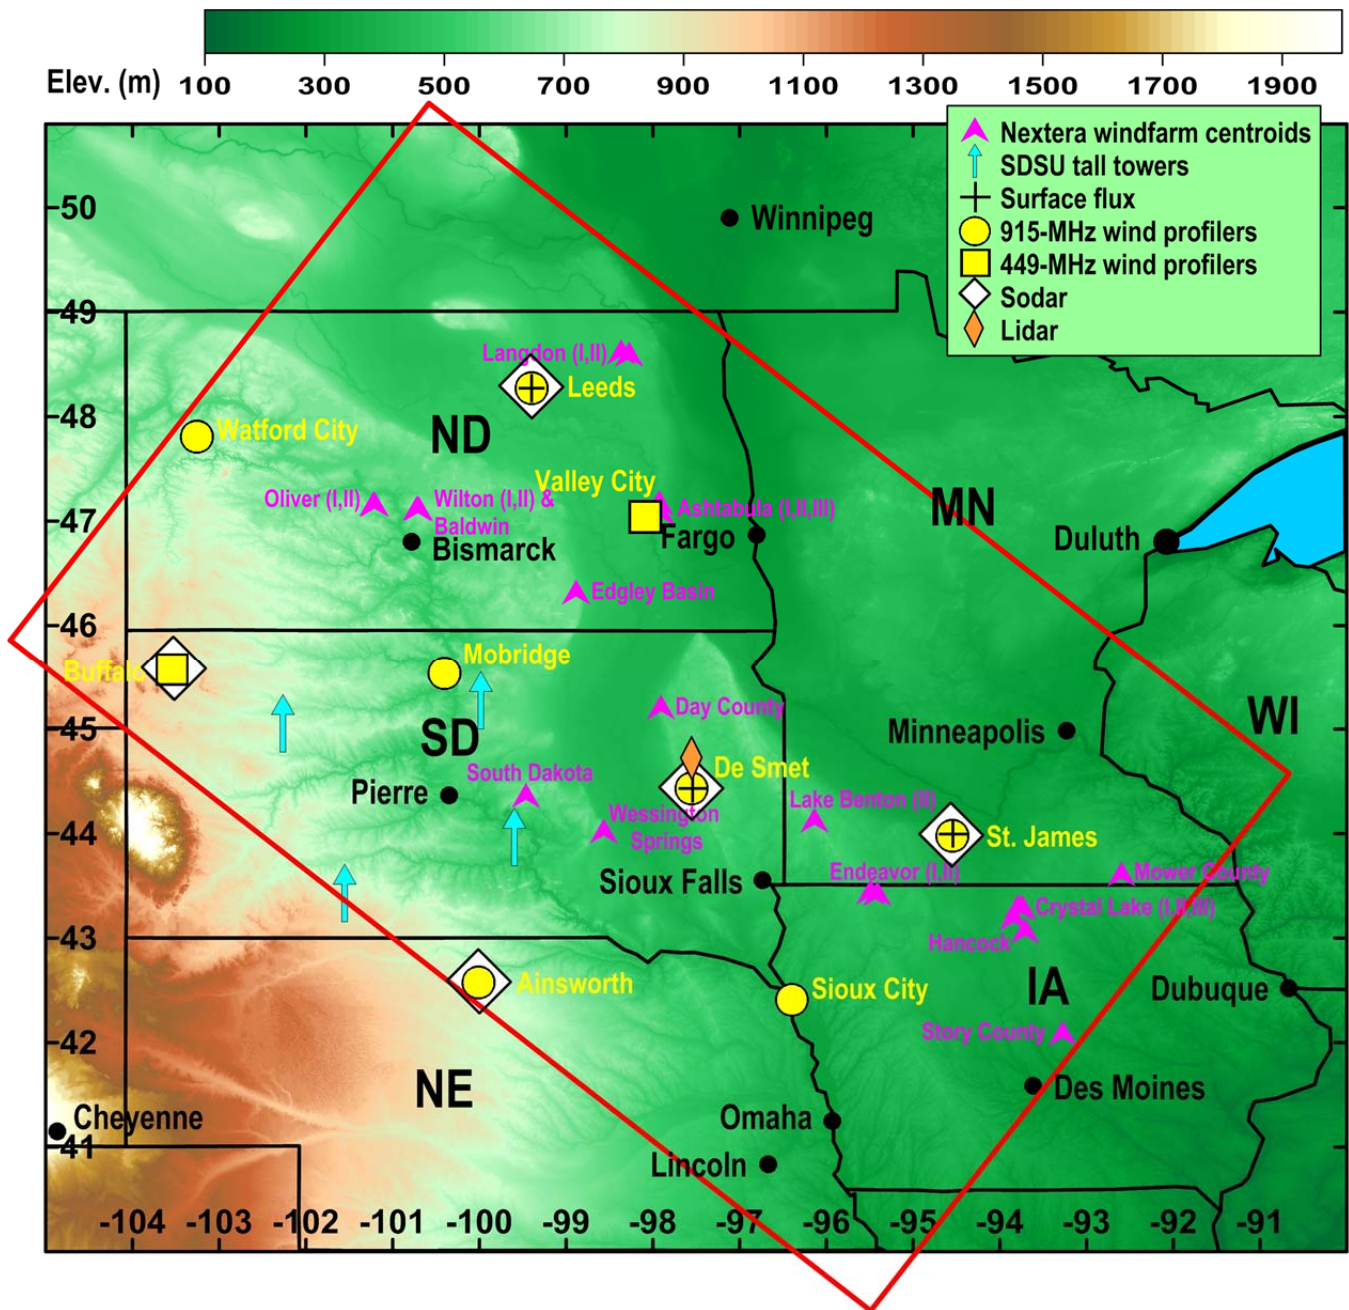 Elev. (m) 100 300 500 700 900 1100 1300 1500 1700 1900
Nextera windfarm centroids
SDSU tall towers
Surface flux
915-MHz wind profilers
449-MHz wind profilers
Sodar
Lidar
50
Winnipeg
49
Langdon (I,II)
Leeds
48
Watford City
ND
Valley City
Oliver (I,II)
Wilton (I,II) &
Baldwin
Ashtabula (I,II,III)
MN
47
Fargo
Duluth
Bismarck
Edgley Basin
46
Mobridge
Buffalo
Day County
WI
45
SD
Minneapolis
South Dakota
De Smet
Pierre
Lake Benton (II)
44
Wessington
Springs
St. James
Endeavor (I,II)
Mower County
Sioux Falls
Crystal Lake (I,II,III)
43
Hancock
Ainsworth
Sioux City
IA
Dubuque
42
Story County
NE
Des Moines
Cheyenne
Omaha
41
Lincoln
-104 -103 -102 -101 -100 -99 -98 -97 -96 -95 -94 -93 -92 -91